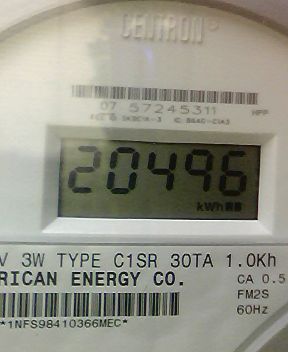 CENTRON®
07 57245311 HPP
20496
kWh
V 3W TYPE C1SR 30TA 1.0Kh
RICAN ENERGY CO. CA 0.5
FM2S
*1NFS98410366MEC* 60Hz